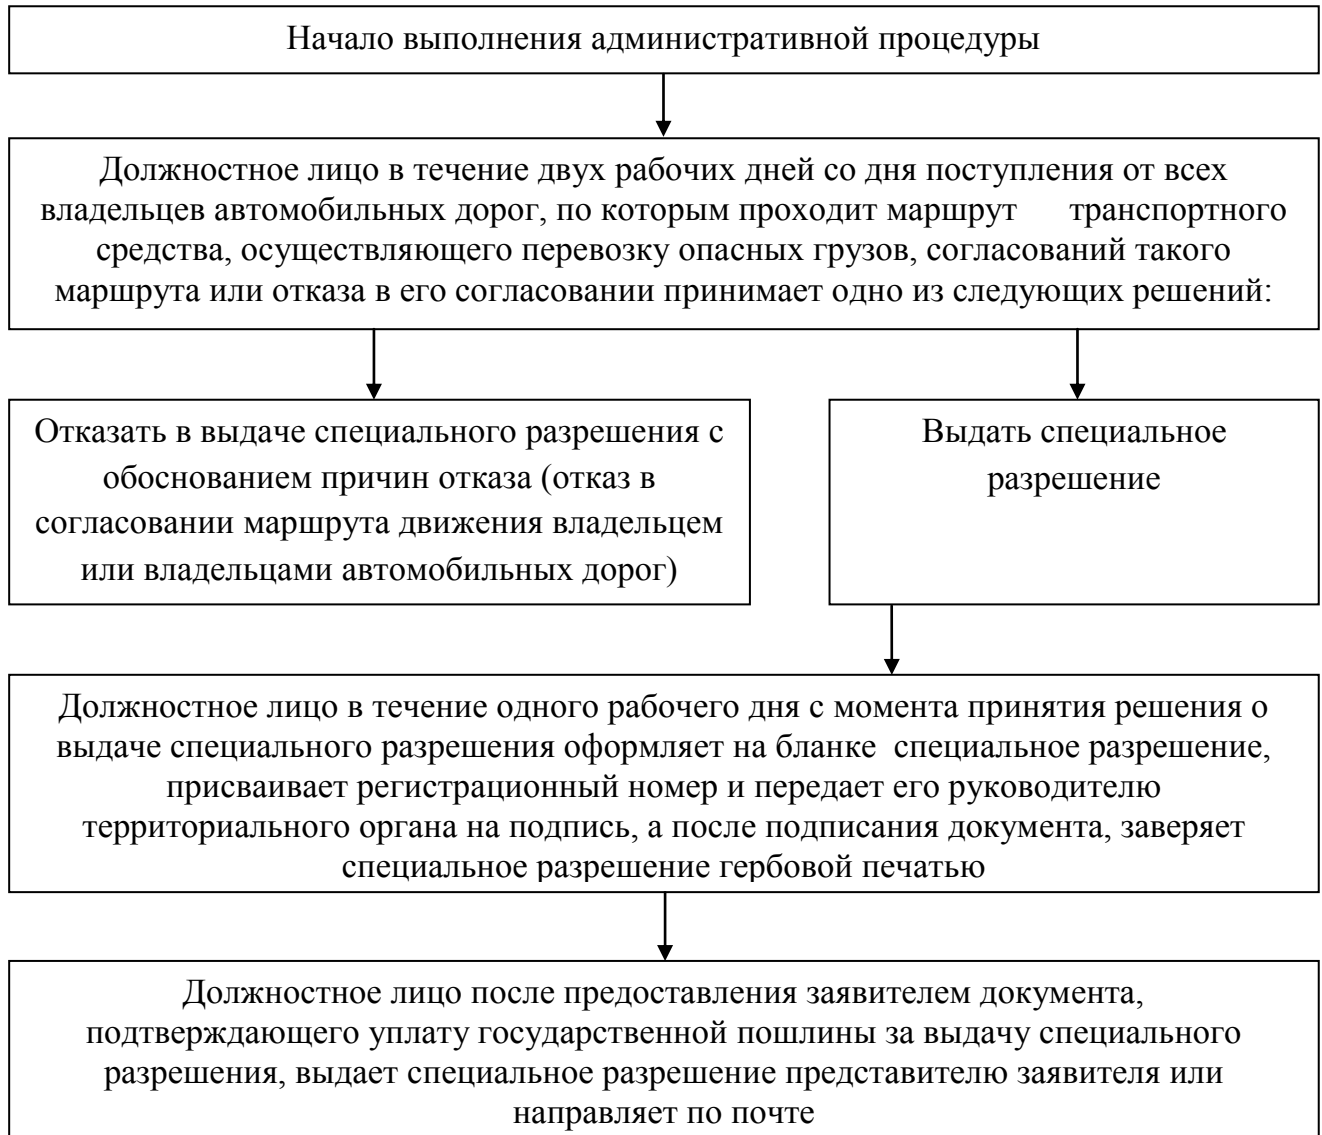 Начало выполнения административной процедуры
Должностное лицо в течение двух рабочих дней со дня поступления от всех
владельцев автомобильных дорог, по которым проходит маршрут транспортного
средства, осуществляющего перевозку опасных грузов, согласований такого
маршрута или отказа в его согласовании принимает одно из следующих решений:
Отказать в выдаче специального разрешения с
обоснованием причин отказа (отказ в
согласовании маршрута движения владельцем
или владельцами автомобильных дорог)
Выдать специальное
разрешение
Должностное лицо в течение одного рабочего дня с момента принятия решения о
выдаче специального разрешения оформляет на бланке специальное разрешение,
присваивает регистрационный номер и передает его руководителю
территориального органа на подпись, а после подписания документа, заверяет
специальное разрешение гербовой печатью
Должностное лицо после предоставления заявителем документа,
подтверждающего уплату государственной пошлины за выдачу специального
разрешения, выдает специальное разрешение представителю заявителя или
направляет по почте